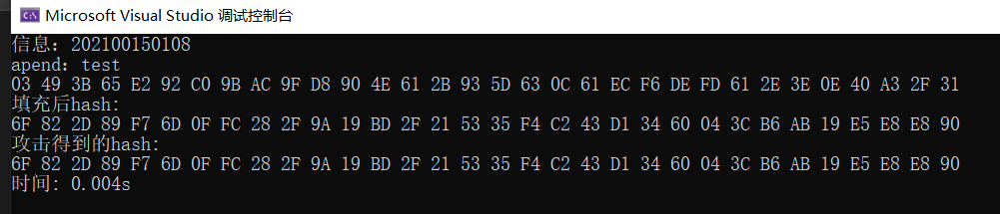 Microsoft Visual Studio 调试控制台
信息：202100150108
apend：test
03 49 3B 65 E2 92 C0 9B AC 9F D8 90 4E 61 2B 93 5D 63 0C 61 EC F6 DE FD 61 2E 3E 0E 40 A3 2F 31
填充后hash:
6F 82 2D 89 F7 6D 0F FC 28 2F 9A 19 BD 2F 21 53 35 F4 C2 43 D1 34 60 04 3C B6 AB 19 E5 E8 E8 90
攻击得到的hash:
6F 82 2D 89 F7 6D 0F FC 28 2F 9A 19 BD 2F 21 53 35 F4 C2 43 D1 34 60 04 3C B6 AB 19 E5 E8 E8 90
时间: 0.004s